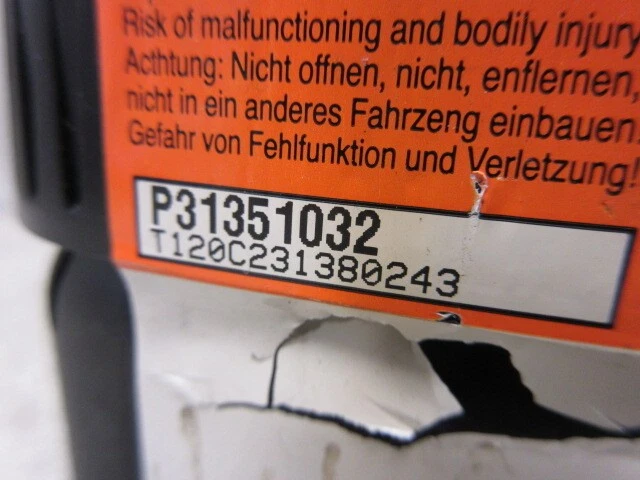 Risk of malfunctioning and bodily injury
Achtung: Nicht offnen, nicht, enflernen,
nicht in ein anderes Fahrzeng einbauen.
Gefahr von Fehlfunktion und Verletzung!
P31351032
T120C231380243